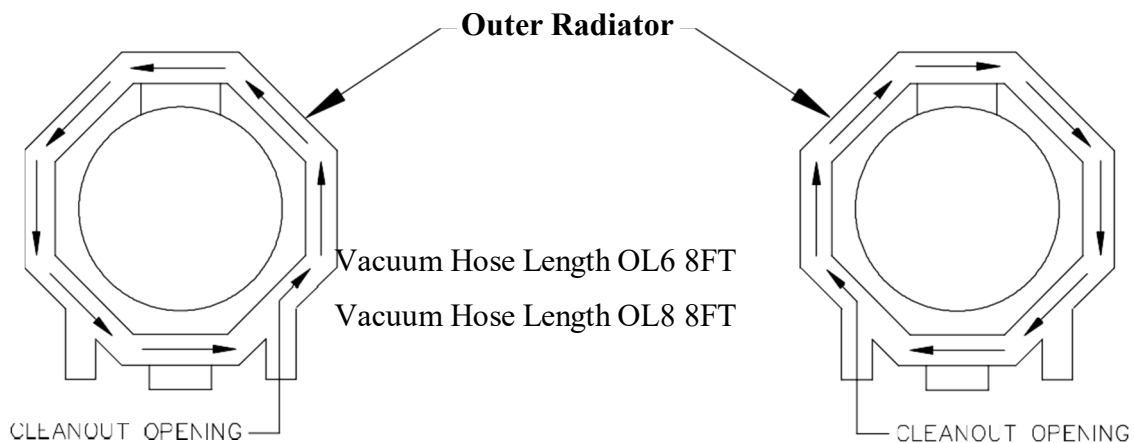 Outer Radiator
Vacuum Hose Length OL6 8FT
Vacuum Hose Length OL8 8FT
CLEANOUT OPENING
CLEANOUT OPENING